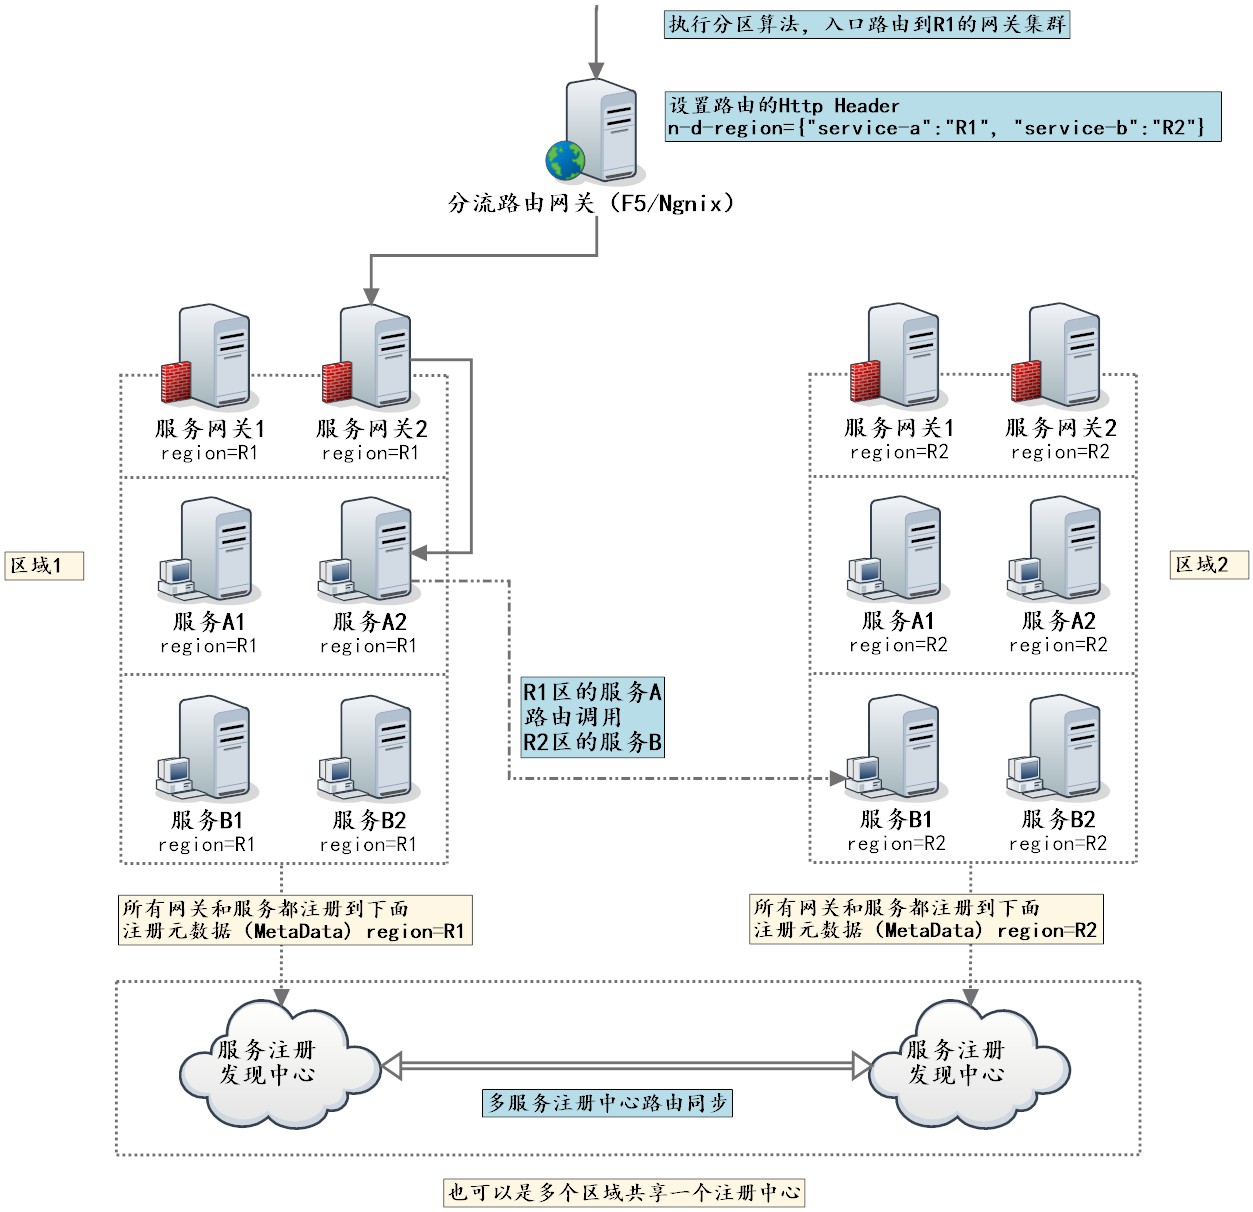 执行分区算法，入口路由到R1的网关集群
设置路由的Http Header
n-d-region={"service-a":"R1", "service-b":"R2"}
分流路由网关（F5/Ngnix）
服务网关1
region=R1
服务网关2
region=R1
服务网关1
region=R2
服务网关2
region=R2
区域1
服务A1
region=R1
服务A2
region=R1
服务A1
region=R2
服务A2
region=R2
区域2
R1区的服务A
路由调用
R2区的服务B
服务B1
region=R1
服务B2
region=R1
服务B1
region=R2
服务B2
region=R2
所有网关和服务都注册到下面
注册元数据（MetaData）region=R1
所有网关和服务都注册到下面
注册元数据（MetaData）region=R2
服务注册
发现中心
服务注册
发现中心
多服务注册中心路由同步
也可以是多个区域共享一个注册中心